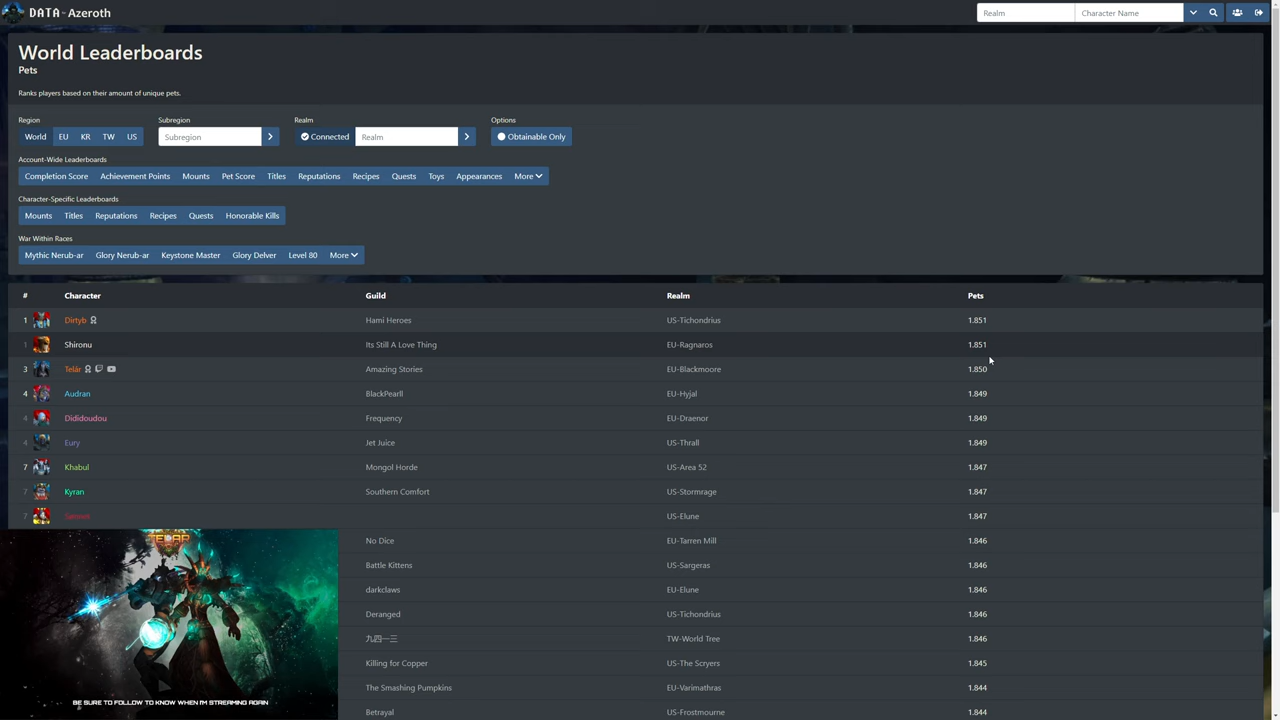 DATA - Azeroth
Realm Character Name
World Leaderboards
Pets
Ranks players based on their amount of unique pets.
Region Subregion Realm Options
World EU KR TW US Subregion Connected Realm Obtainable Only
Account-Wide Leaderboards
Completion Score Achievement Points Mounts Pet Score Titles Reputations Recipes Quests Toys Appearances More
Character-Specific Leaderboards
Mounts Titles Reputations Recipes Quests Honorable Kills
War Within Races
Mythic Nerub-ar Glory Nerub-ar Keystone Master Glory Delver Level 80 More
# Character Guild Realm Pets
1 Dirtyb Hami Heroes US-Tichondrius 1.851
1 Shironu Its Still A Love Thing EU-Ragnaros 1.851
3 Telár Amazing Stories EU-Blackmoore 1.850
4 Audran BlackPearll EU-Hyjal 1.849
4 Dididoudou Frequency EU-Draenor 1.849
4 Eury Jet Juice US-Thrall 1.849
7 Khabul Mongol Horde US-Area 52 1.847
7 Kyran Southern Comfort US-Stormrage 1.847
7 US-Elune 1.847
No Dice EU-Tarren Mill 1.846
Battle Kittens US-Sargeras 1.846
darkclaws EU-Elune 1.846
Deranged US-Tichondrius 1.846
九四一三 TW-World Tree 1.846
Killing for Copper US-The Scryers 1.845
The Smashing Pumpkins EU-Varimathras 1.844
Betrayal US-Frostmourne 1.844
TELAR
BE SURE TO FOLLOW TO KNOW WHEN I'M STREAMING AGAIN